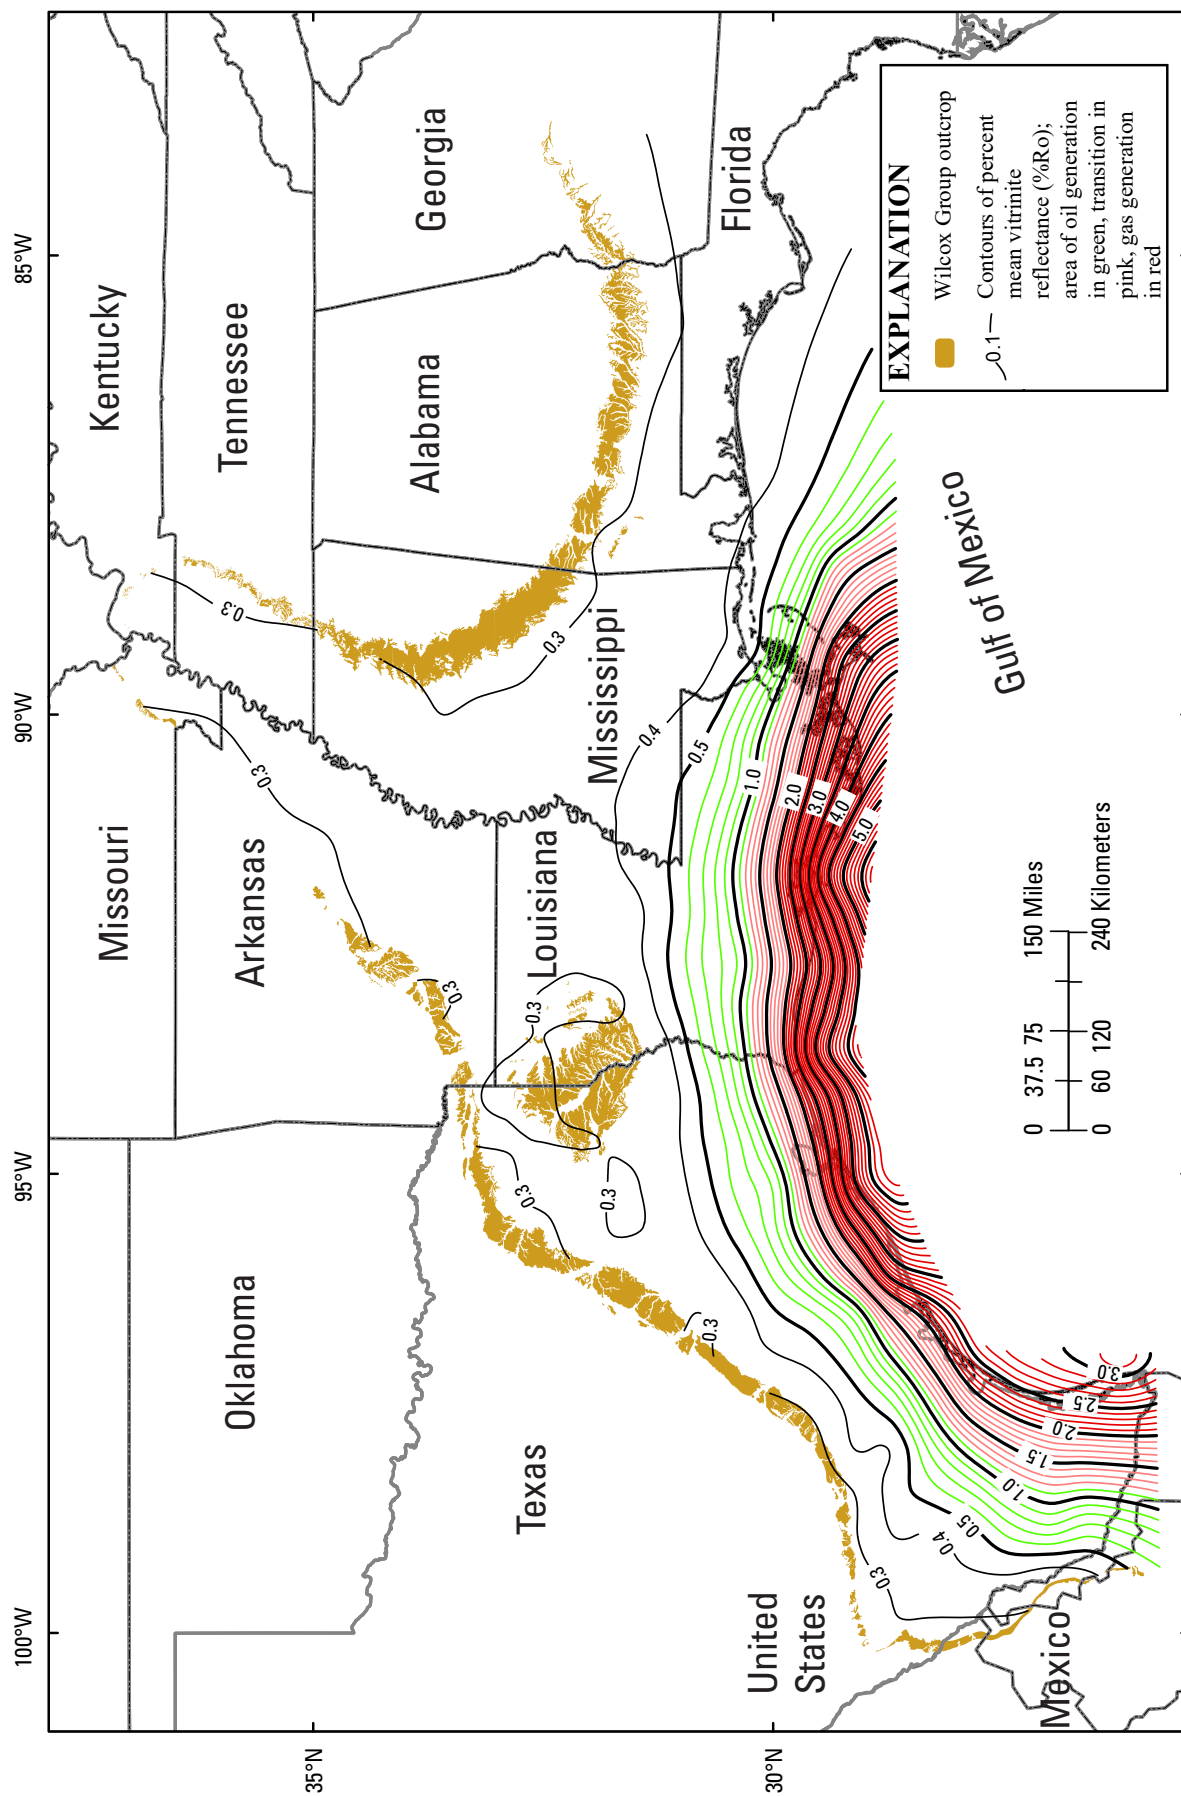 100°W
95°W
90°W
85°W
35°N
30°N
Missouri
Kentucky
Tennessee
Oklahoma
Arkansas
Alabama
Georgia
Texas
Louisiana
Mississippi
Florida
United
States
Mexico
Gulf of Mexico
0.3
0.3
0.3
0.3
0.3
0.3
0.3
0.3
0.3
0.4
0.5
1.0
2.0
3.0
4.0
5.0
0.4
0.5
1.0
1.5
2.0
2.5
3.0
0 37.5 75 150 Miles
0 60 120 240 Kilometers
EXPLANATION
Wilcox Group outcrop
0.1
Contours of percent
mean vitrinite
reflectance (%Ro);
area of oil generation
in green, transition in
pink, gas generation
in red